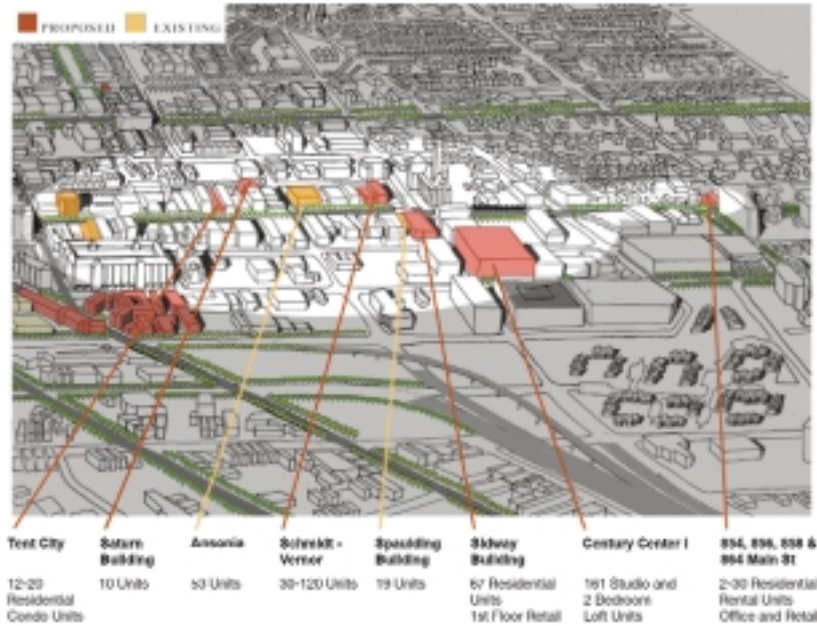 PROPOSED
EXISTING
Tent City
12-20
Residential
Condo Units
Saturn
Building
10 Units
Ansonia
53 Units
Schmidt -
Vernor
30-120 Units
Spaulding
Building
19 Units
Sidway
Building
67 Residential
Units
1st Floor Retail
Century Center I
161 Studio and
2 Bedroom
Loft Units
854, 856, 858 &
864 Main St
2-30 Residential
Rental Units
Office and Retail